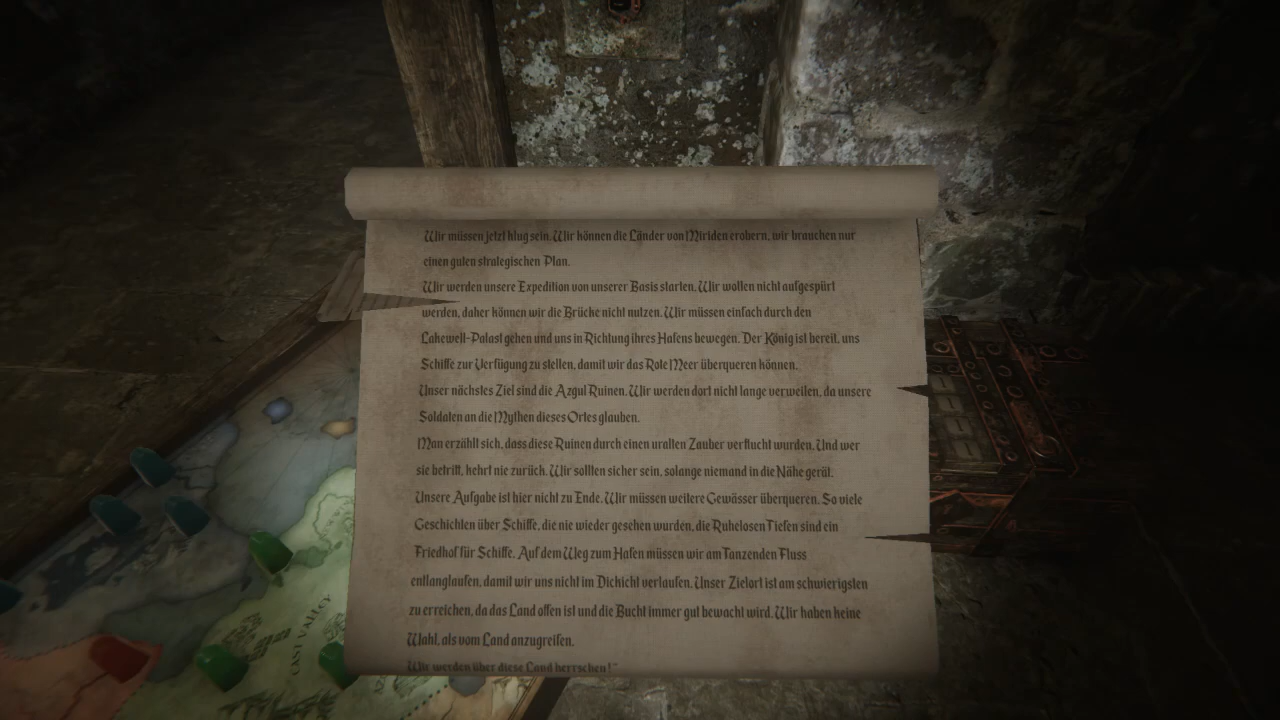 Wir müssen jetzt klug sein. Wir können die Länder von Miriden erobern, wir brauchen nur
einen guten strategischen Plan.
Wir werden unsere Expedition von unserer Basis starten. Wir wollen nicht aufgespürt
werden, daher können wir die Brücke nicht nutzen. Wir müssen einfach durch den
Lakewell-Palast gehen und uns in Richtung ihres Hafens bewegen. Der König ist bereit, uns
Schiffe zur Verfügung zu stellen, damit wir das Rote Meer überqueren können.
Unser nächstes Ziel sind die Azgul Ruinen. Wir werden dort nicht lange verweilen, da unsere
Soldaten an die Mythen dieses Ortes glauben.
Man erzählt sich, dass diese Ruinen durch einen uralten Zauber verflucht wurden. Und wer
sie betritt, kehrt nie zurück. Wir sollten sicher sein, solange niemand in die Nähe gerät.
Unsere Aufgabe ist hier nicht zu Ende. Wir müssen weitere Gewässer überqueren. So viele
Geschichten über Schiffe, die nie wieder gesehen wurden, die Ruhelosen Tiefen sind ein
Friedhof für Schiffe. Auf dem Weg zum Hafen müssen wir am Tanzenden Fluss
entlanglaufen, damit wir uns nicht im Dickicht verlaufen. Unser Zielort ist am schwierigsten
zu erreichen, da das Land offen ist und die Bucht immer gut bewacht wird. Wir haben keine
Wahl, als vom Land anzugreifen.
Wir werden über diese Land herrschen!"
EAST VALLEY